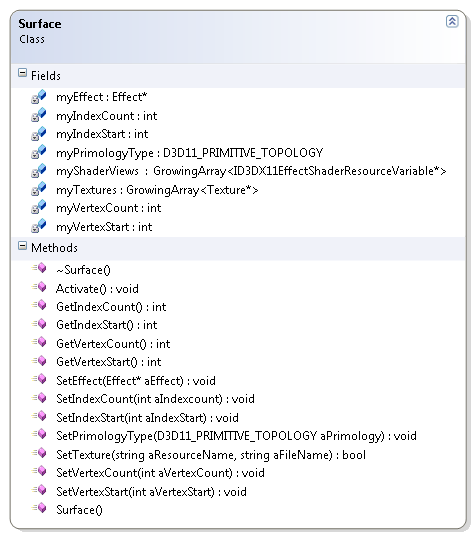 Surface
Class
Fields
myEffect : Effect*
myIndexCount : int
myIndexStart : int
myPrimologyType : D3D11_PRIMITIVE_TOPOLOGY
myShaderViews : GrowingArray<ID3DX11EffectShaderResourceVariable*>
myTextures : GrowingArray<Texture*>
myVertexCount : int
myVertexStart : int
Methods
~Surface()
Activate() : void
GetIndexCount() : int
GetIndexStart() : int
GetVertexCount() : int
GetVertexStart() : int
SetEffect(Effect* aEffect) : void
SetIndexCount(int aIndexcount) : void
SetIndexStart(int aIndexStart) : void
SetPrimologyType(D3D11_PRIMITIVE_TOPOLOGY aPrimology) : void
SetTexture(string aResourceName, string aFileName) : bool
SetVertexCount(int aVertexCount) : void
SetVertexStart(int aVertexStart) : void
Surface()